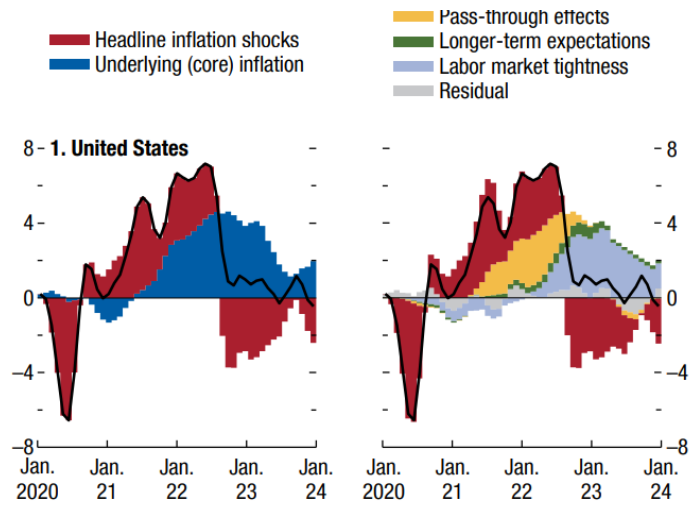 Headline inflation shocks
Underlying (core) inflation
Pass-through effects
Longer-term expectations
Labor market tightness
Residual
8
1. United States
4
0
−4
−8
Jan. 2020
Jan. 21
Jan. 22
Jan. 23
Jan. 24
8
4
0
−4
−8
Jan. 2020
Jan. 21
Jan. 22
Jan. 23
Jan. 24